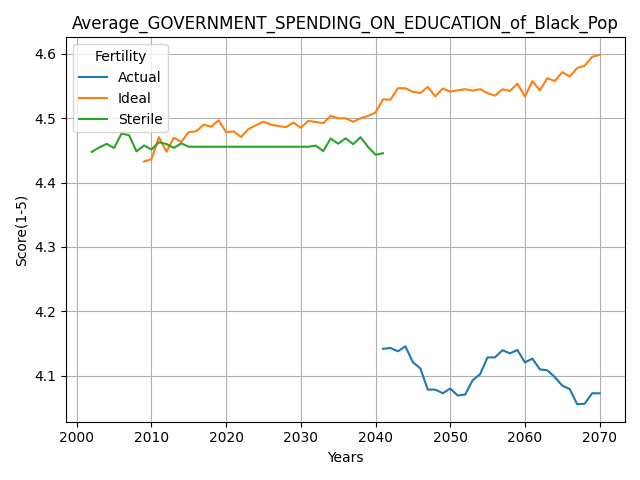 Average_GOVERNMENT_SPENDING_ON_EDUCATION_of_Black_Pop
Fertility
Actual
Ideal
Sterile
Score(1-5)
4.6
4.5
4.4
4.3
4.2
4.1
2000 2010 2020 2030 2040 2050 2060 2070
Years